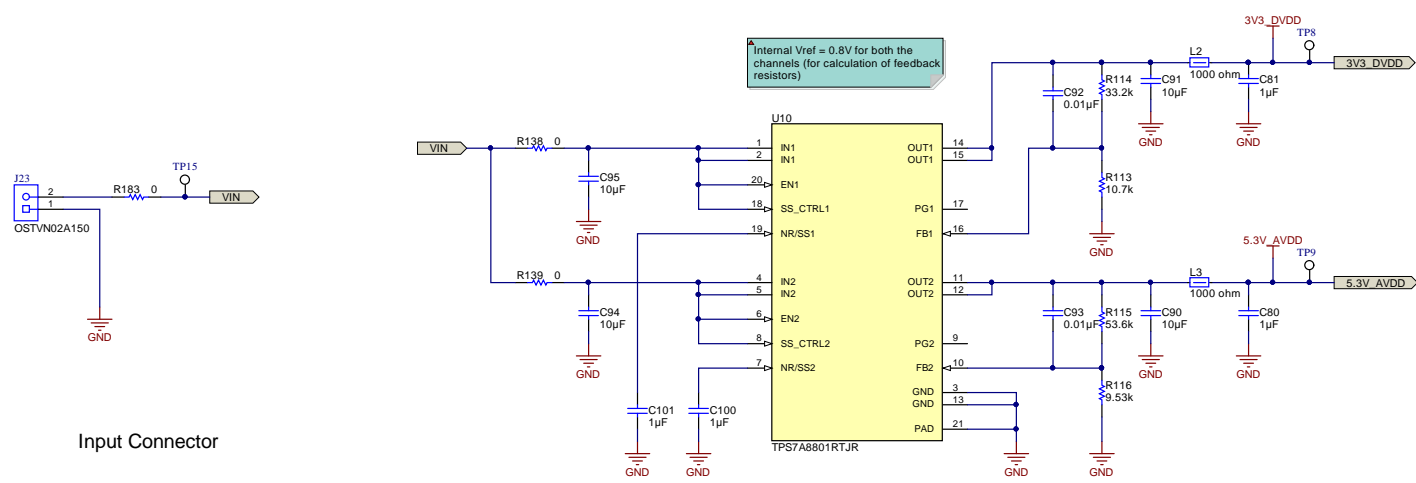 3V3_DVDD
TP8
Internal Vref = 0.8V for both the
channels (for calculation of feedback
resistors)
L2
1000 ohm
3V3_DVDD
R114
33.2k
C92
0.01µF
C91
10µF
C81
1µF
GND
GND
U10
VIN
R138 0
1 IN1
2 IN1
20 EN1
18 SS_CTRL1
19 NR/SS1
OUT1 14
OUT1 15
PG1 17
FB1 16
C95
10µF
GND
R113
10.7k
GND
J23
2
1
OSTVN02A150
R183 0
TP15
VIN
GND
5.3V_AVDD
TP9
R139 0
4 IN2
5 IN2
6 EN2
8 SS_CTRL2
7 NR/SS2
OUT2 11
OUT2 12
PG2 9
FB2 10
GND 3
GND 13
PAD 21
L3
1000 ohm
5.3V_AVDD
C94
10µF
GND
C93
0.01µF
R115
53.6k
C90
10µF
GND
C80
1µF
GND
R116
9.53k
GND
C101
1µF
GND
C100
1µF
GND
TPS7A8801RTJR
GND
Input Connector